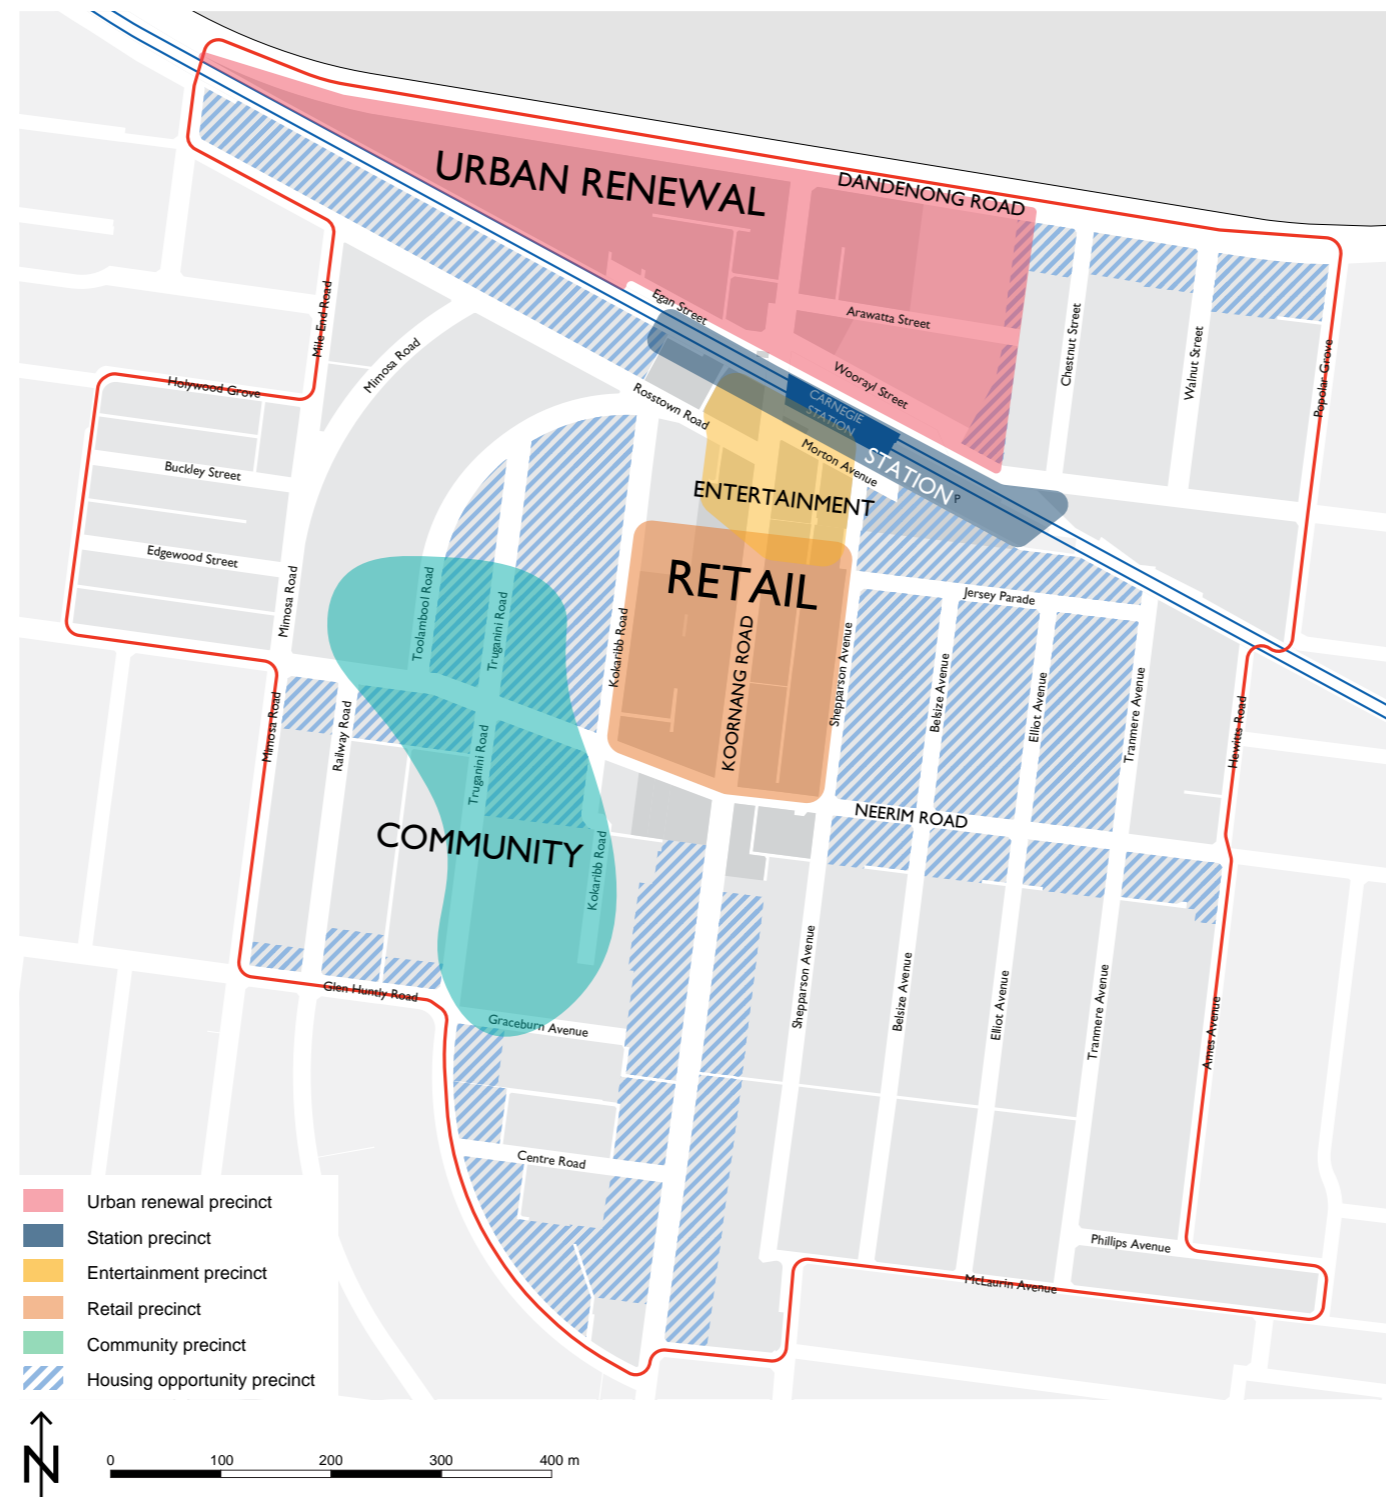 URBAN RENEWAL
DANDENONG ROAD
Egan Street
Arawatta Street
Mile End Road
Mimosa Road
Chestnut Street
Walnut Street
Popolar Grove
Woorayl Street
Holywood Grove
Rosstown Road
CARNEGIE
STATION
Morton Avenue
STATION
P
Buckley Street
ENTERTAINMENT
Edgewood Street
RETAIL
Jersey Parade
Mimosa Road
Toolambool Road
Truganini Road
Kokaribb Road
KOORNANG ROAD
Shepparson Avenue
Belsize Avenue
Elliot Avenue
Tranmere Avenue
Hewitts Road
Mimosa Road
Railway Road
Truganini Road
NEERIM ROAD
COMMUNITY
Kokaribb Road
Shepparson Avenue
Belsize Avenue
Elliot Avenue
Tranmere Avenue
Ames Avenue
Glen Huntly Road
Graceburn Avenue
Centre Road
Phillips Avenue
McLaurin Avenue
Urban renewal precinct
Station precinct
Entertainment precinct
Retail precinct
Community precinct
Housing opportunity precinct
N
0 100 200 300 400 m